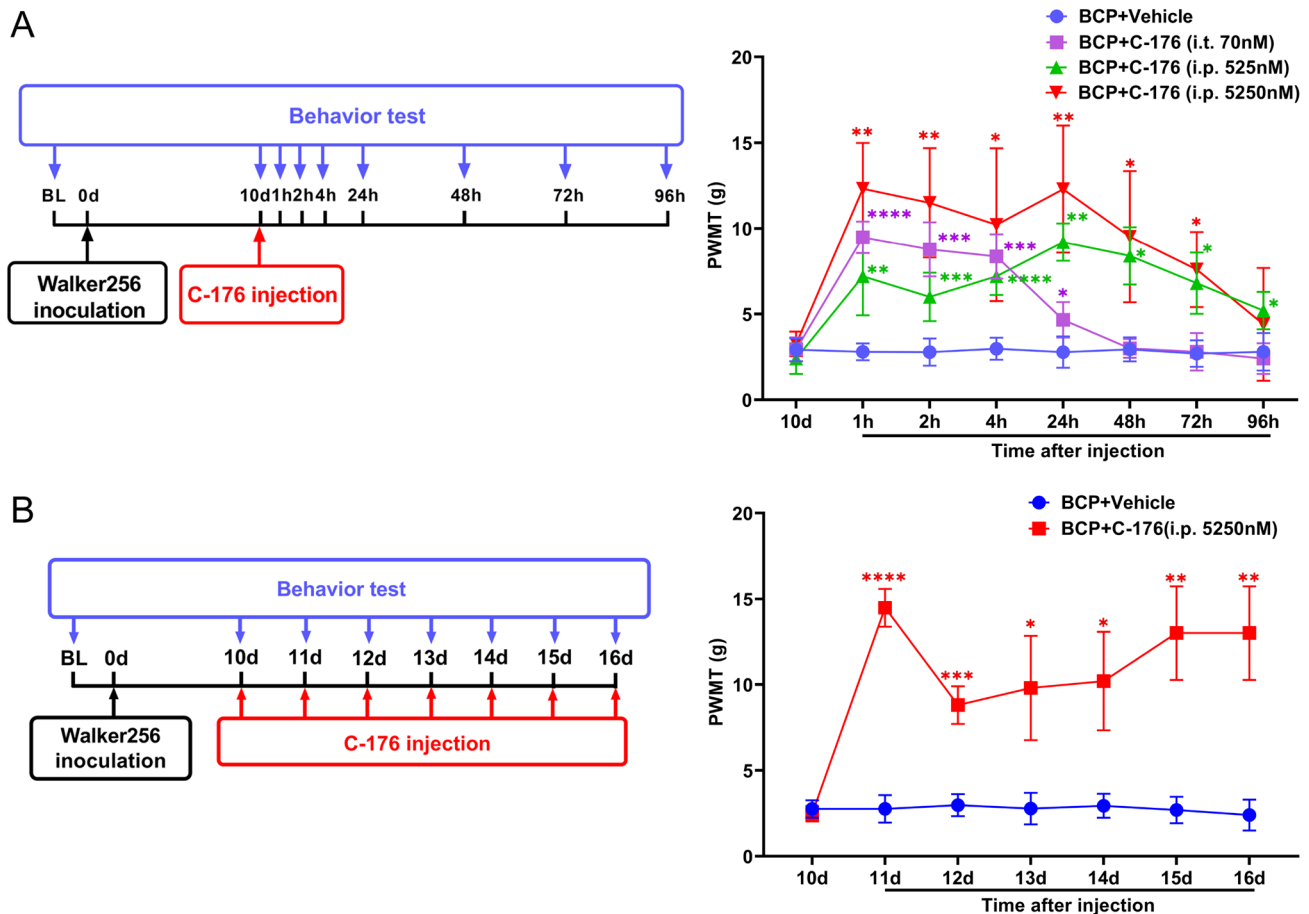 A
Behavior test
BL 0d 10d 1h 2h 4h 24h 48h 72h 96h
Walker256
inoculation
C-176 injection
BCP+Vehicle
BCP+C-176 (i.t. 70nM)
BCP+C-176 (i.p. 525nM)
BCP+C-176 (i.p. 5250nM)
PWMT (g)
20
15
10
5
0
** ** * ** * *
**** *** *** *
** *** **** ** * * *
10d 1h 2h 4h 24h 48h 72h 96h
Time after injection
B
Behavior test
BL 0d 10d 11d 12d 13d 14d 15d 16d
Walker256
inoculation
C-176 injection
BCP+Vehicle
BCP+C-176(i.p. 5250nM)
PWMT (g)
20
15
10
5
0
**** *** * * ** **
10d 11d 12d 13d 14d 15d 16d
Time after injection